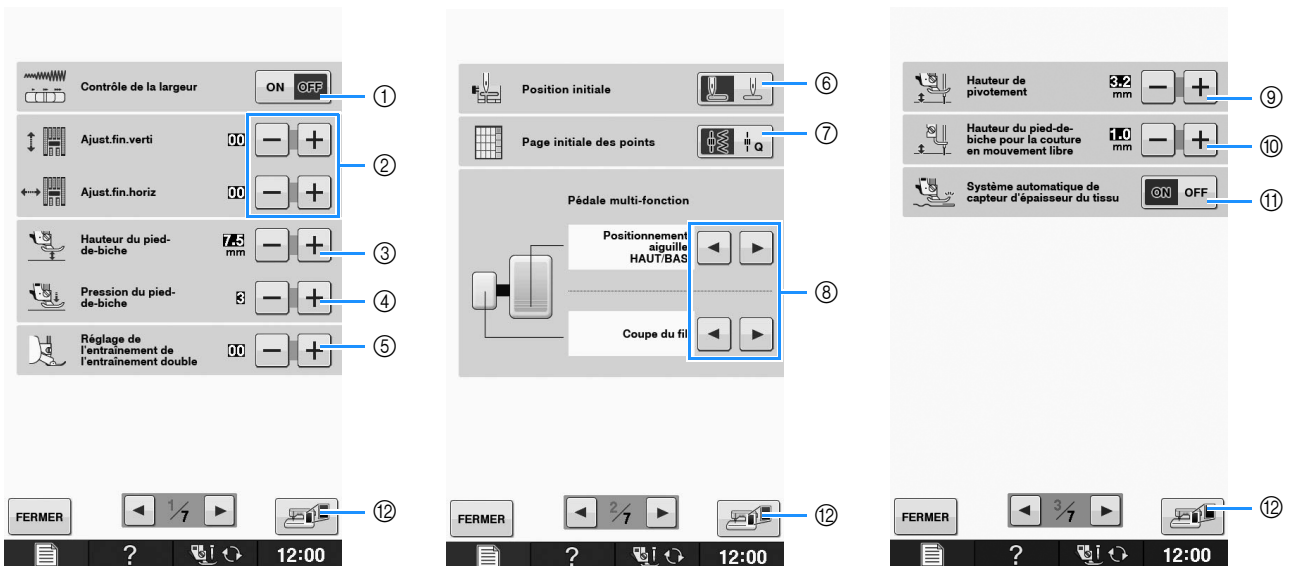 Contrôle de la largeur ON OFF ①
Ajust.fin.verti 00 − +
②
Ajust.fin.horiz 00 − +
Hauteur du pied-
de-biche 7.5 mm − + ③
Pression du pied-
de-biche 3 − + ④
Réglage de
l'entraînement de
l'entraînement double 00 − + ⑤
FERMER 1/7 ⑫
? 12:00
Position initiale ⑥
Page initiale des points Q ⑦
Pédale multi-fonction
Positionnement
aiguille
HAUT/BAS
⑧
Coupe du fil
FERMER 2/7 ⑫
? 12:00
Hauteur de
pivotement 3.2 mm − + ⑨
Hauteur du pied-de-
biche pour la couture
en mouvement libre 1.0 mm − + ⑩
Système automatique de
capteur d'épaisseur du tissu ON OFF ⑪
FERMER 3/7 ⑫
? 12:00